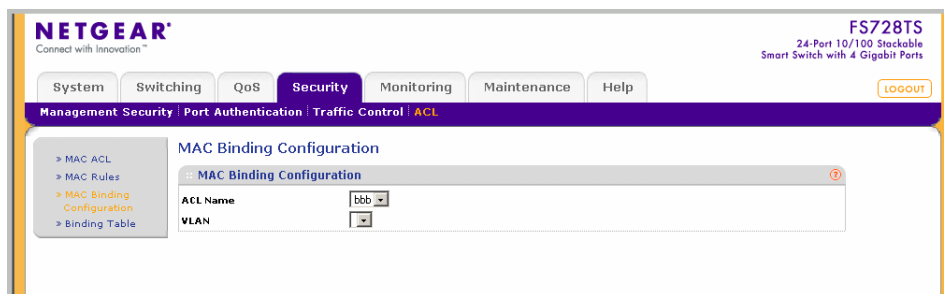 NETGEAR®
Connect with Innovation™
FS728TS
24-Port 10/100 Stackable
Smart Switch with 4 Gigabit Ports
System Switching QoS Security Monitoring Maintenance Help LOGOUT
Management Security Port Authentication Traffic Control ACL
» MAC ACL
» MAC Rules
» MAC Binding
Configuration
» Binding Table
MAC Binding Configuration
MAC Binding Configuration ?
ACL Name bbb
VLAN